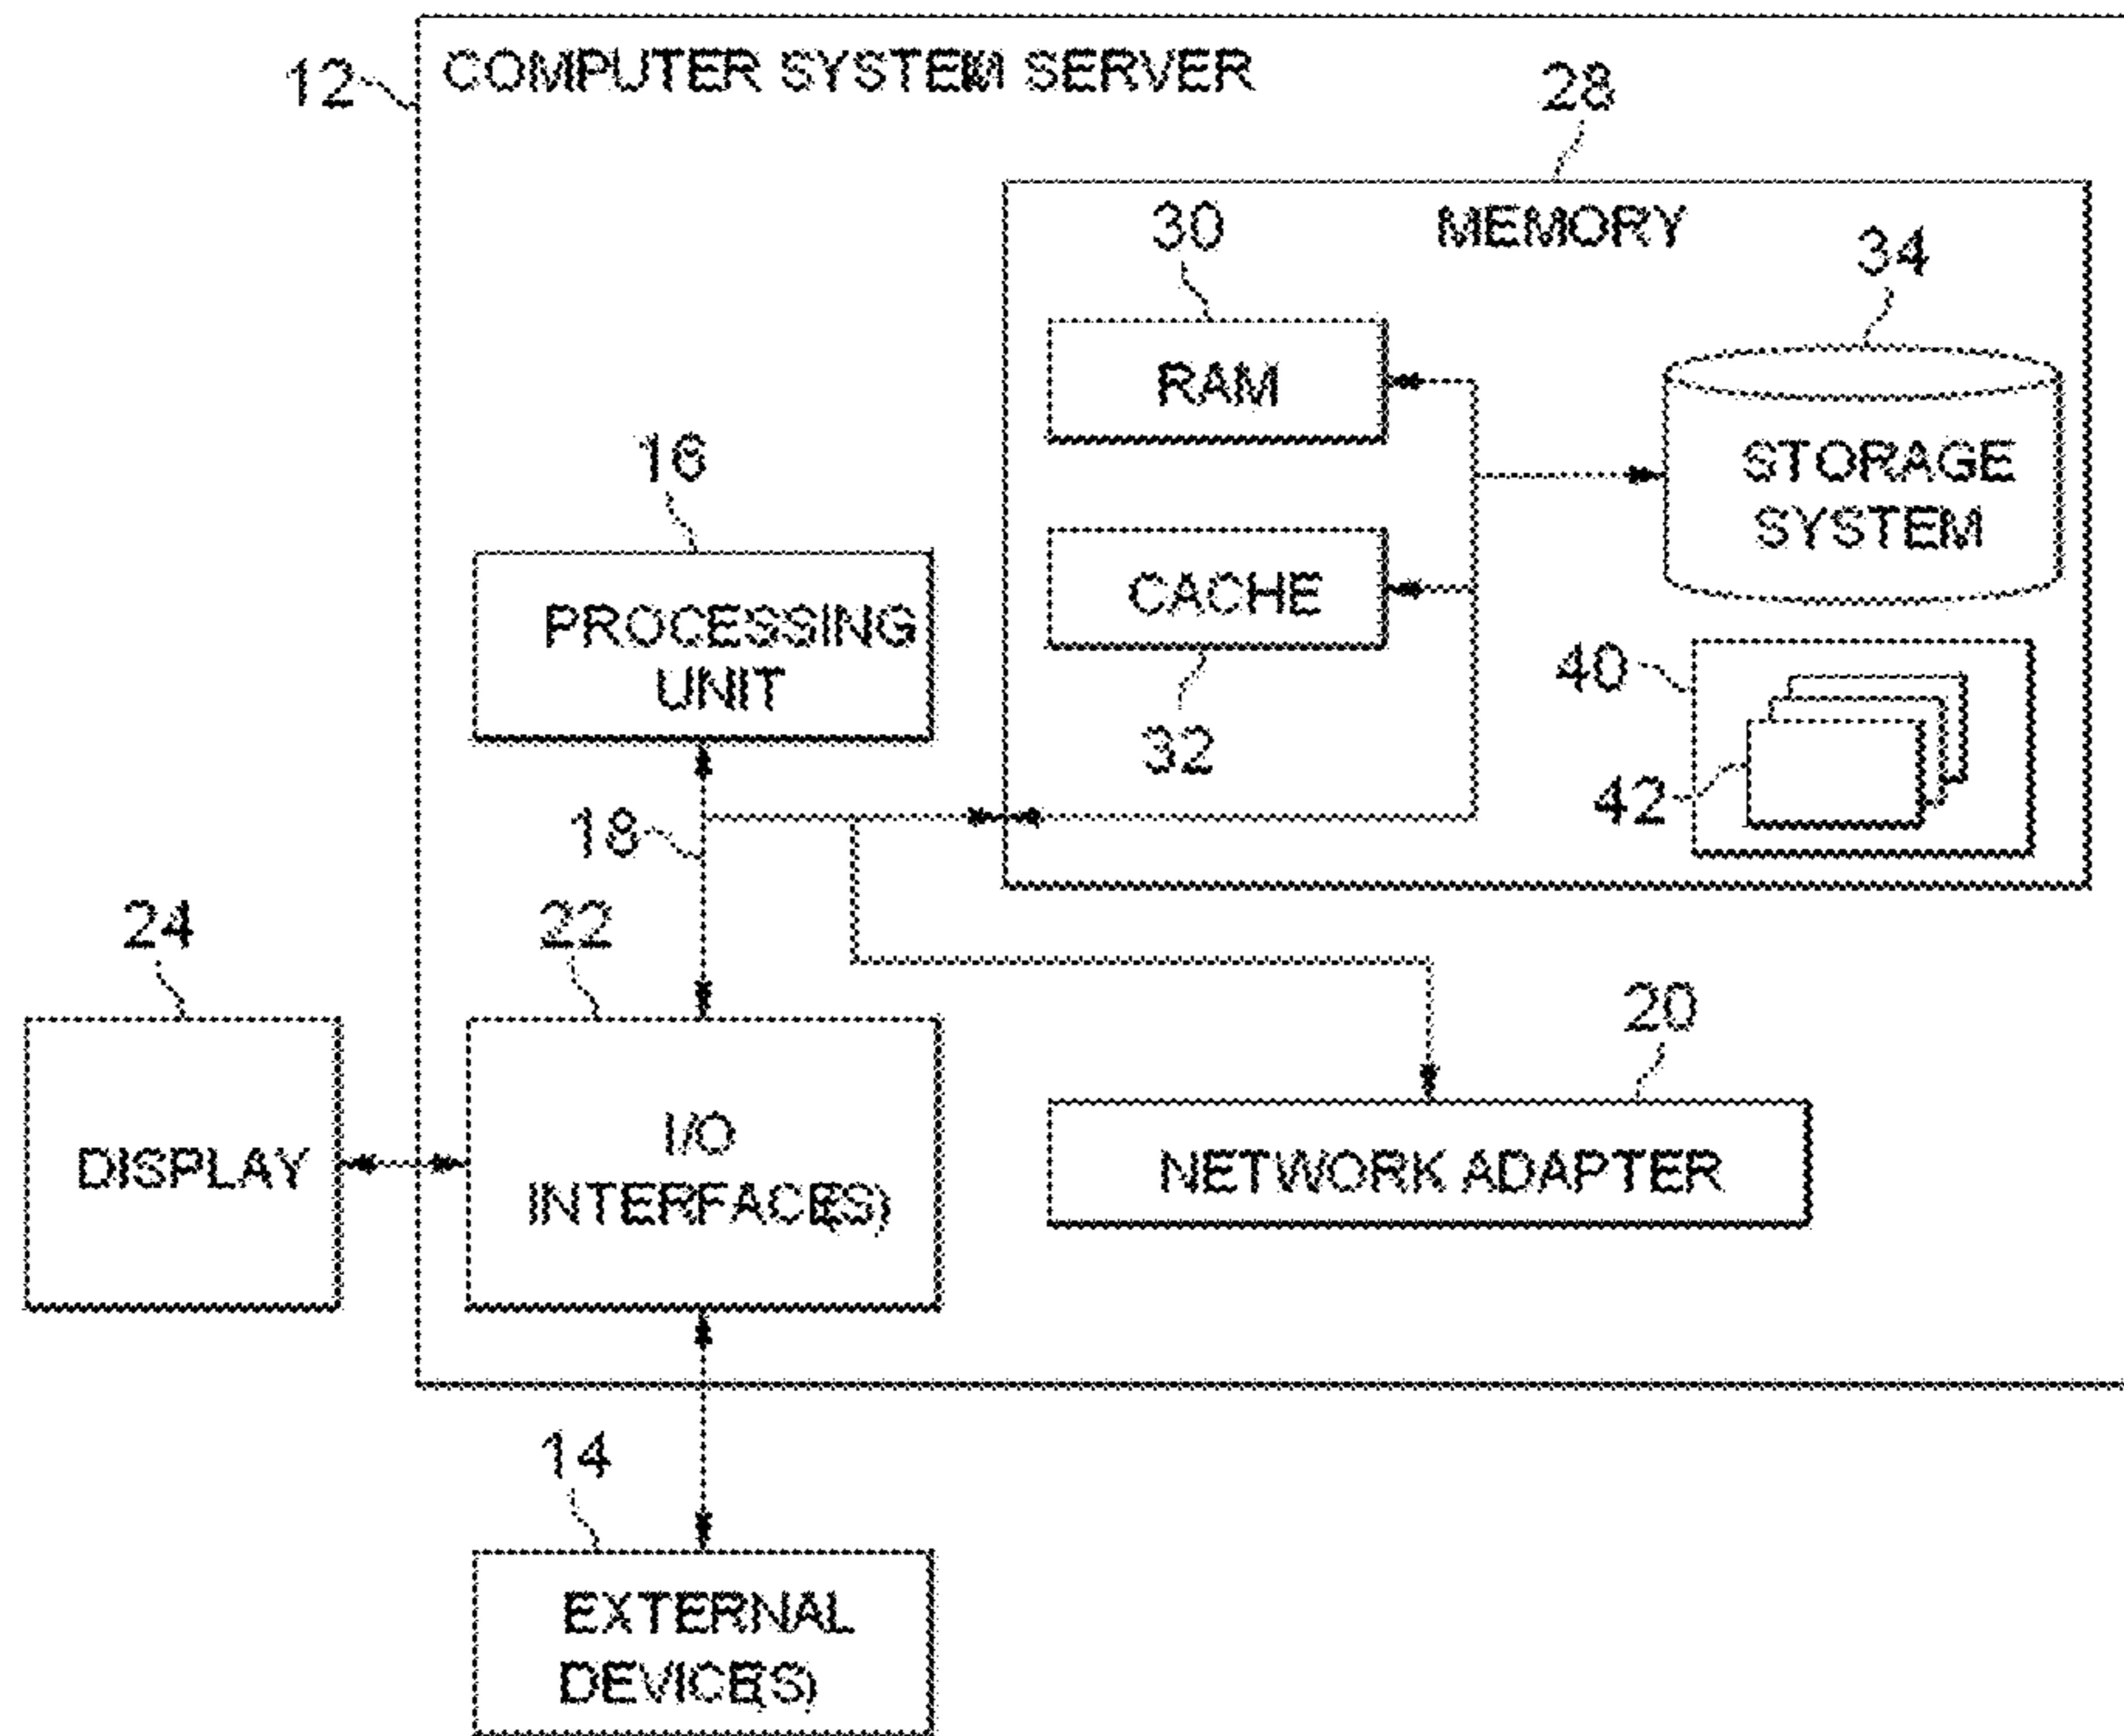 12
COMPUTER SYSTEM SERVER
28
MEMORY
30
34
RAM
STORAGE
SYSTEM
16
CACHE
PROCESSING
UNIT
32
40
42
18
24
22
20
DISPLAY
I/O
INTERFACE(S)
NETWORK ADAPTER
14
EXTERNAL
DEVICE(S)